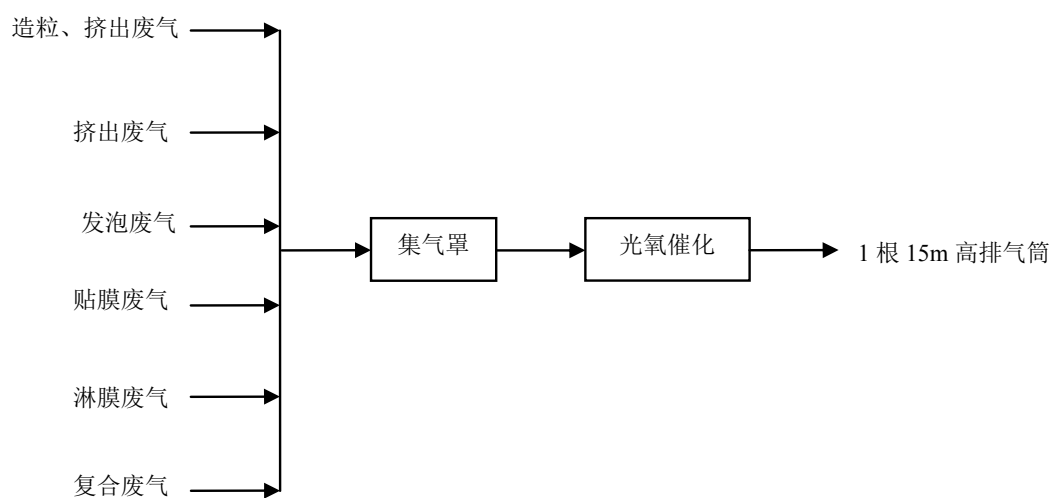 造粒、挤出废气
挤出废气
发泡废气
贴膜废气
淋膜废气
复合废气
集气罩
光氧催化
1 根 15m 高排气筒